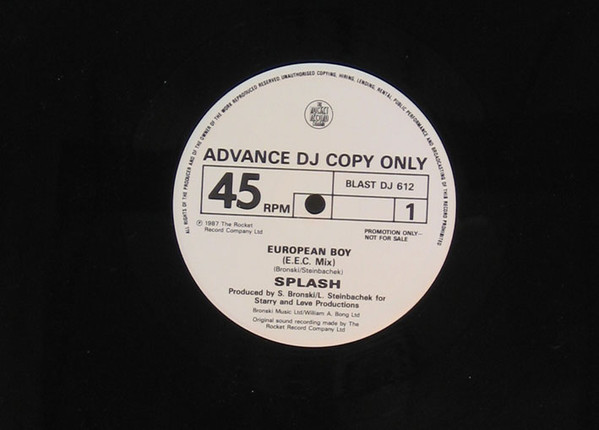 ALL RIGHTS OF THE PRODUCER AND OF THE OWNER OF THE WORK REPRODUCED RESERVED. UNAUTHORISED COPYING, HIRING, LENDING, RENTAL, PUBLIC PERFORMANCE AND BROADCASTING OF THIS RECORD PROHIBITED
THE
ROCKET
RECORD
COMPANY
ADVANCE DJ COPY ONLY
45 RPM
BLAST DJ 612
1
Ⓟ 1987 The Rocket
Record Company Ltd
PROMOTION ONLY—
NOT FOR SALE
EUROPEAN BOY
(E.E.C. Mix)
(Bronski/Steinbachek)
SPLASH
Produced by S. Bronski/L. Steinbachek for
Starry and Leve Productions
Bronski Music Ltd/William A. Bong Ltd
Original sound recording made by The
Rocket Record Company Ltd